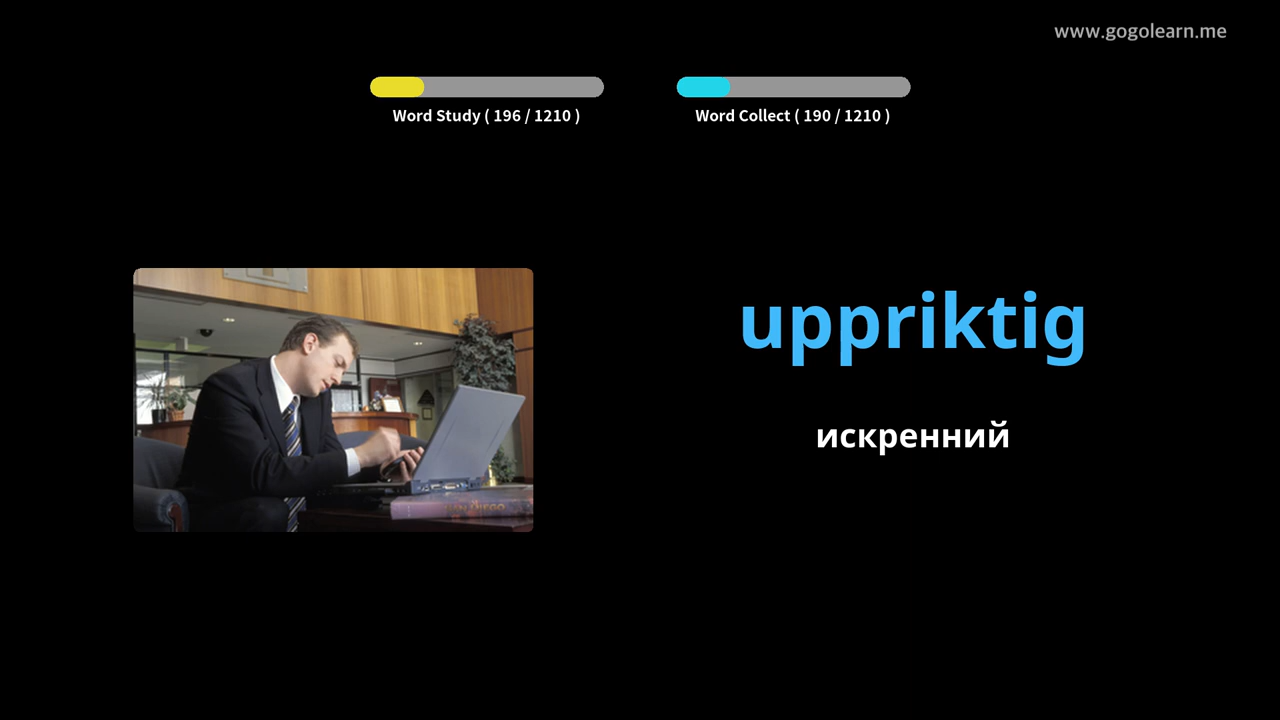 www.gogolearn.me
Word Study ( 196 / 1210 )
Word Collect ( 190 / 1210 )
uppriktig
искренний